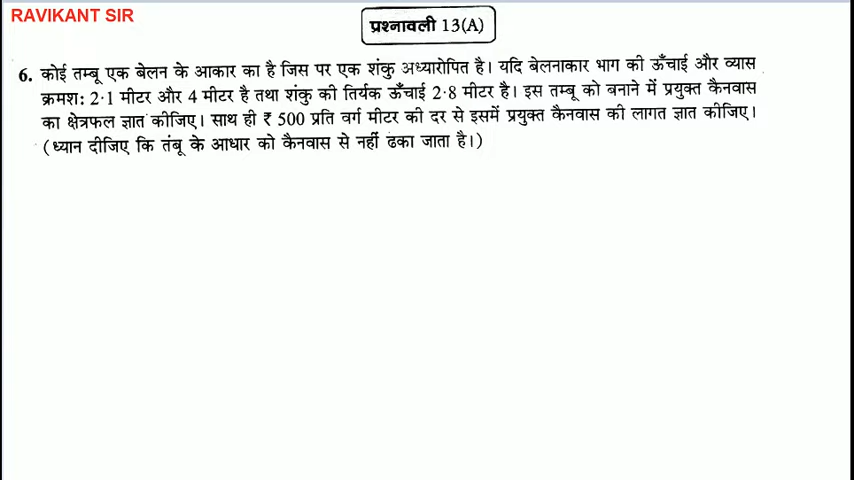 RAVIKANT SIR
प्रश्नावली 13(A)
6. कोई तम्बू एक बेलन के आकार का है जिस पर एक शंकु अध्यारोपित है। यदि बेलनाकार भाग की ऊँचाई और व्यास
क्रमश: 2·1 मीटर और 4 मीटर है तथा शंकु की तिर्यक ऊँचाई 2·8 मीटर है। इस तम्बू को बनाने में प्रयुक्त कैनवास
का क्षेत्रफल ज्ञात कीजिए। साथ ही ₹ 500 प्रति वर्ग मीटर की दर से इसमें प्रयुक्त कैनवास की लागत ज्ञात कीजिए।
(ध्यान दीजिए कि तंबू के आधार को कैनवास से नहीं ढका जाता है।)